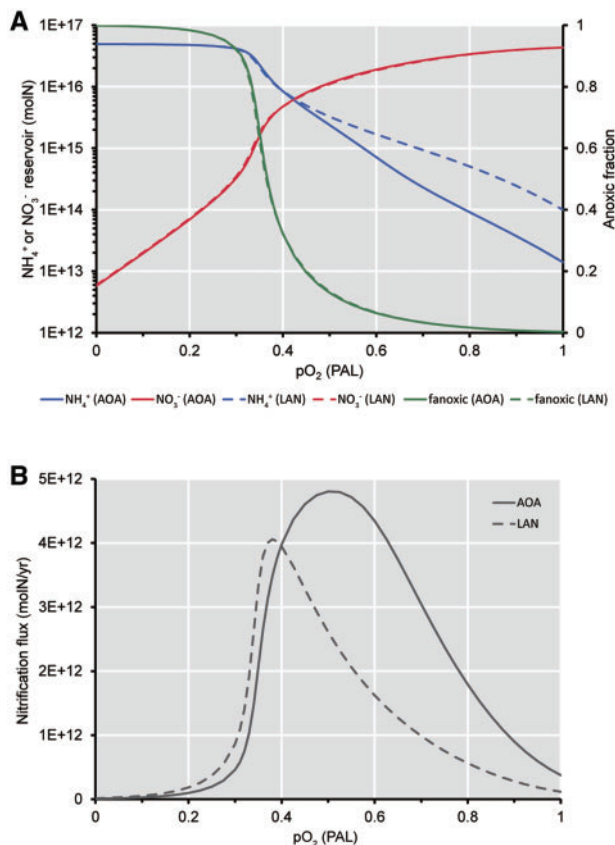 A
1E+17
1
1E+16
0.8
1E+15
0.6
1E+14
0.4
1E+13
0.2
1E+12
0
NH₄⁺ or NO₃⁻ reservoir (molN)
Anoxic fraction
0 0.2 0.4 0.6 0.8 1
pO₂ (PAL)
NH₄⁺ (AOA) NO₃⁻ (AOA) NH₄⁺ (LAN) NO₃⁻ (LAN) fanoxic (AOA) fanoxic (LAN)
B
5E+12
4E+12
3E+12
2E+12
1E+12
0
Nitrification flux (molN/yr)
AOA
LAN
0 0.2 0.4 0.6 0.8 1
pO₂ (PAL)